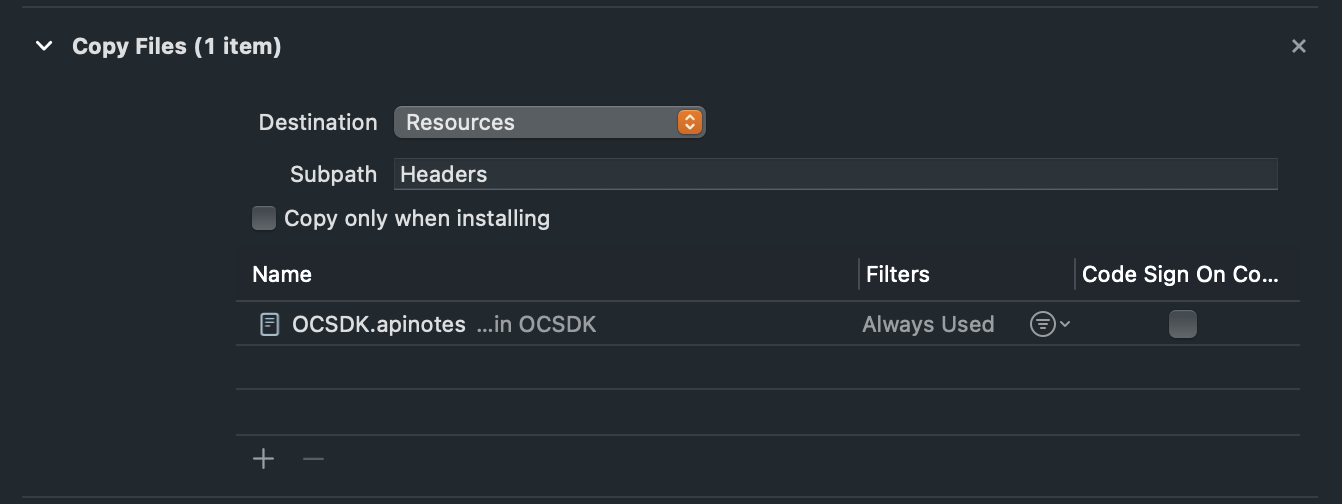 Copy Files (1 item)
Destination Resources
Subpath Headers
Copy only when installing
Name Filters Code Sign On Co...
OCSDK.apinotes ...in OCSDK Always Used